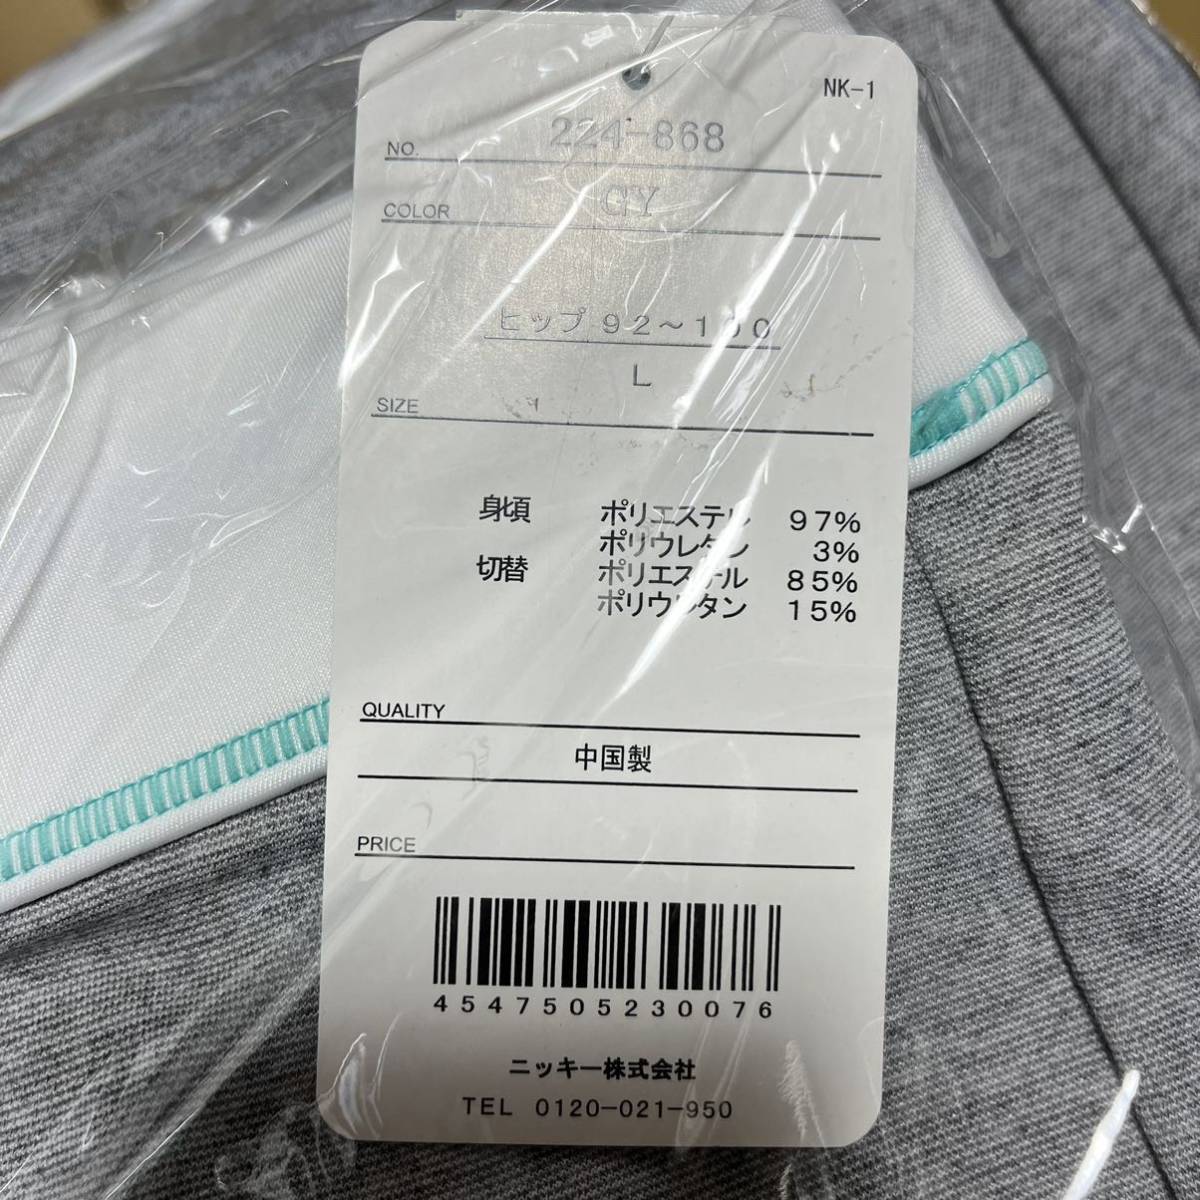 NK-1
NO. 224-868
COLOR GY
ヒップ 92～100
L
SIZE
身頃 ポリエステル 97%
ポリウレタン 3%
切替 ポリエステル 85%
ポリウレタン 15%
QUALITY
中国製
PRICE
4547505230076
ニッキー株式会社
TEL 0120-021-950